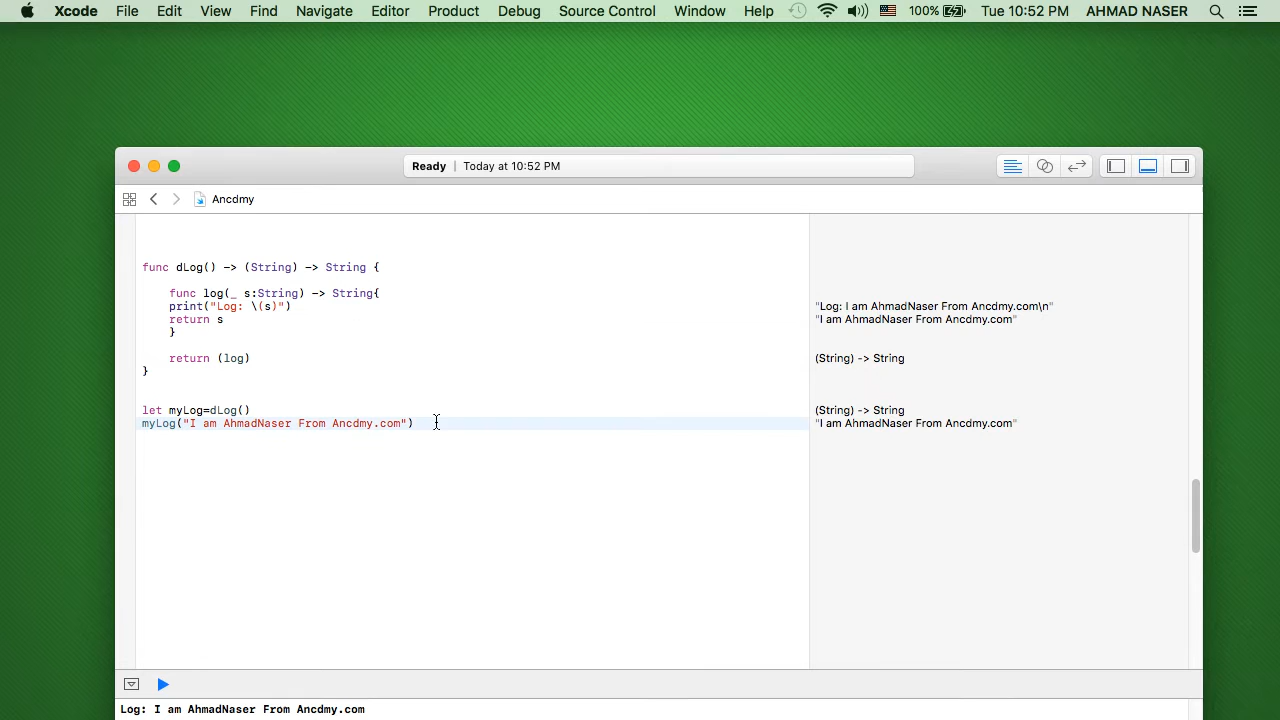 Xcode File Edit View Find Navigate Editor Product Debug Source Control Window Help 100% Tue 10:52 PM AHMAD NASER
Ready | Today at 10:52 PM
Ancdmy
func dLog() -> (String) -> String {
func log(_ s:String) -> String{
print("Log: \(s)") "Log: I am AhmadNaser From Ancdmy.com\n"
return s "I am AhmadNaser From Ancdmy.com"
}
return (log) (String) -> String
}
let myLog=dLog() (String) -> String
myLog("I am AhmadNaser From Ancdmy.com") "I am AhmadNaser From Ancdmy.com"
Log: I am AhmadNaser From Ancdmy.com